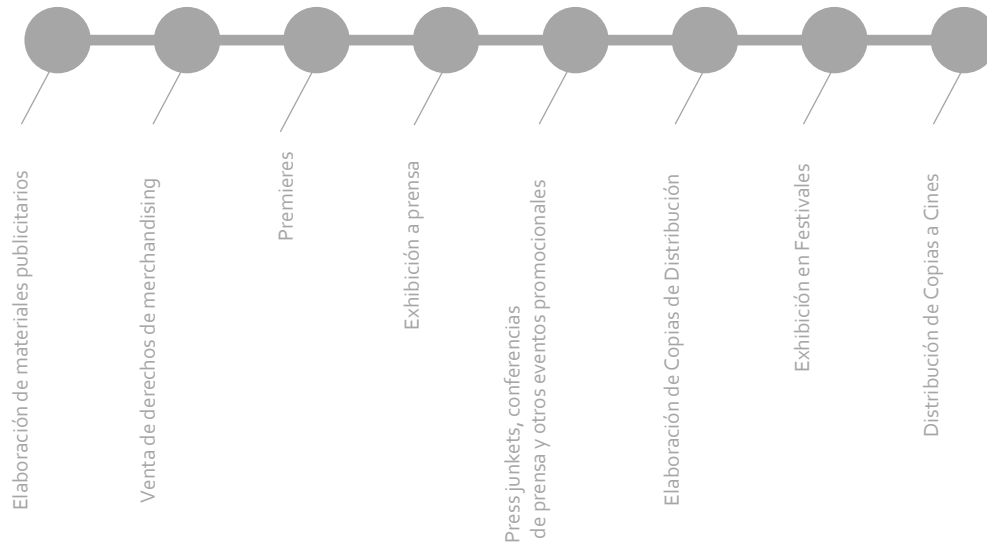 Elaboración de materiales publicitarios
Venta de derechos de merchandising
Premieres
Exhibición a prensa
Press junkets, conferencias
de prensa y otros eventos promocionales
Elaboración de Copias de Distribución
Exhibición en Festivales
Distribución de Copias a Cines